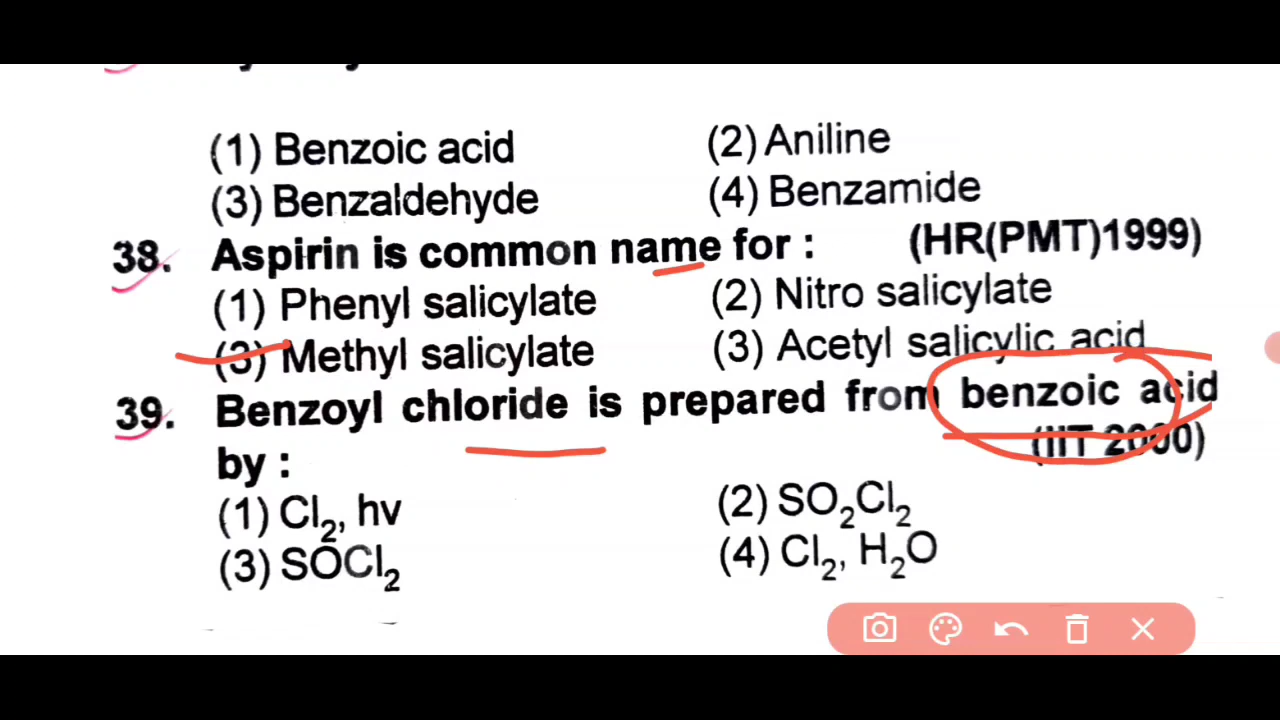 (1) Benzoic acid (2) Aniline
(3) Benzaldehyde (4) Benzamide
38. Aspirin is common name for : (HR(PMT)1999)
(1) Phenyl salicylate (2) Nitro salicylate
(3) Methyl salicylate (3) Acetyl salicylic acid
39. Benzoyl chloride is prepared from benzoic acid
by : (IIT 2000)
(1) Cl₂, hv (2) SO₂Cl₂
(3) SOCl₂ (4) Cl₂, H₂O